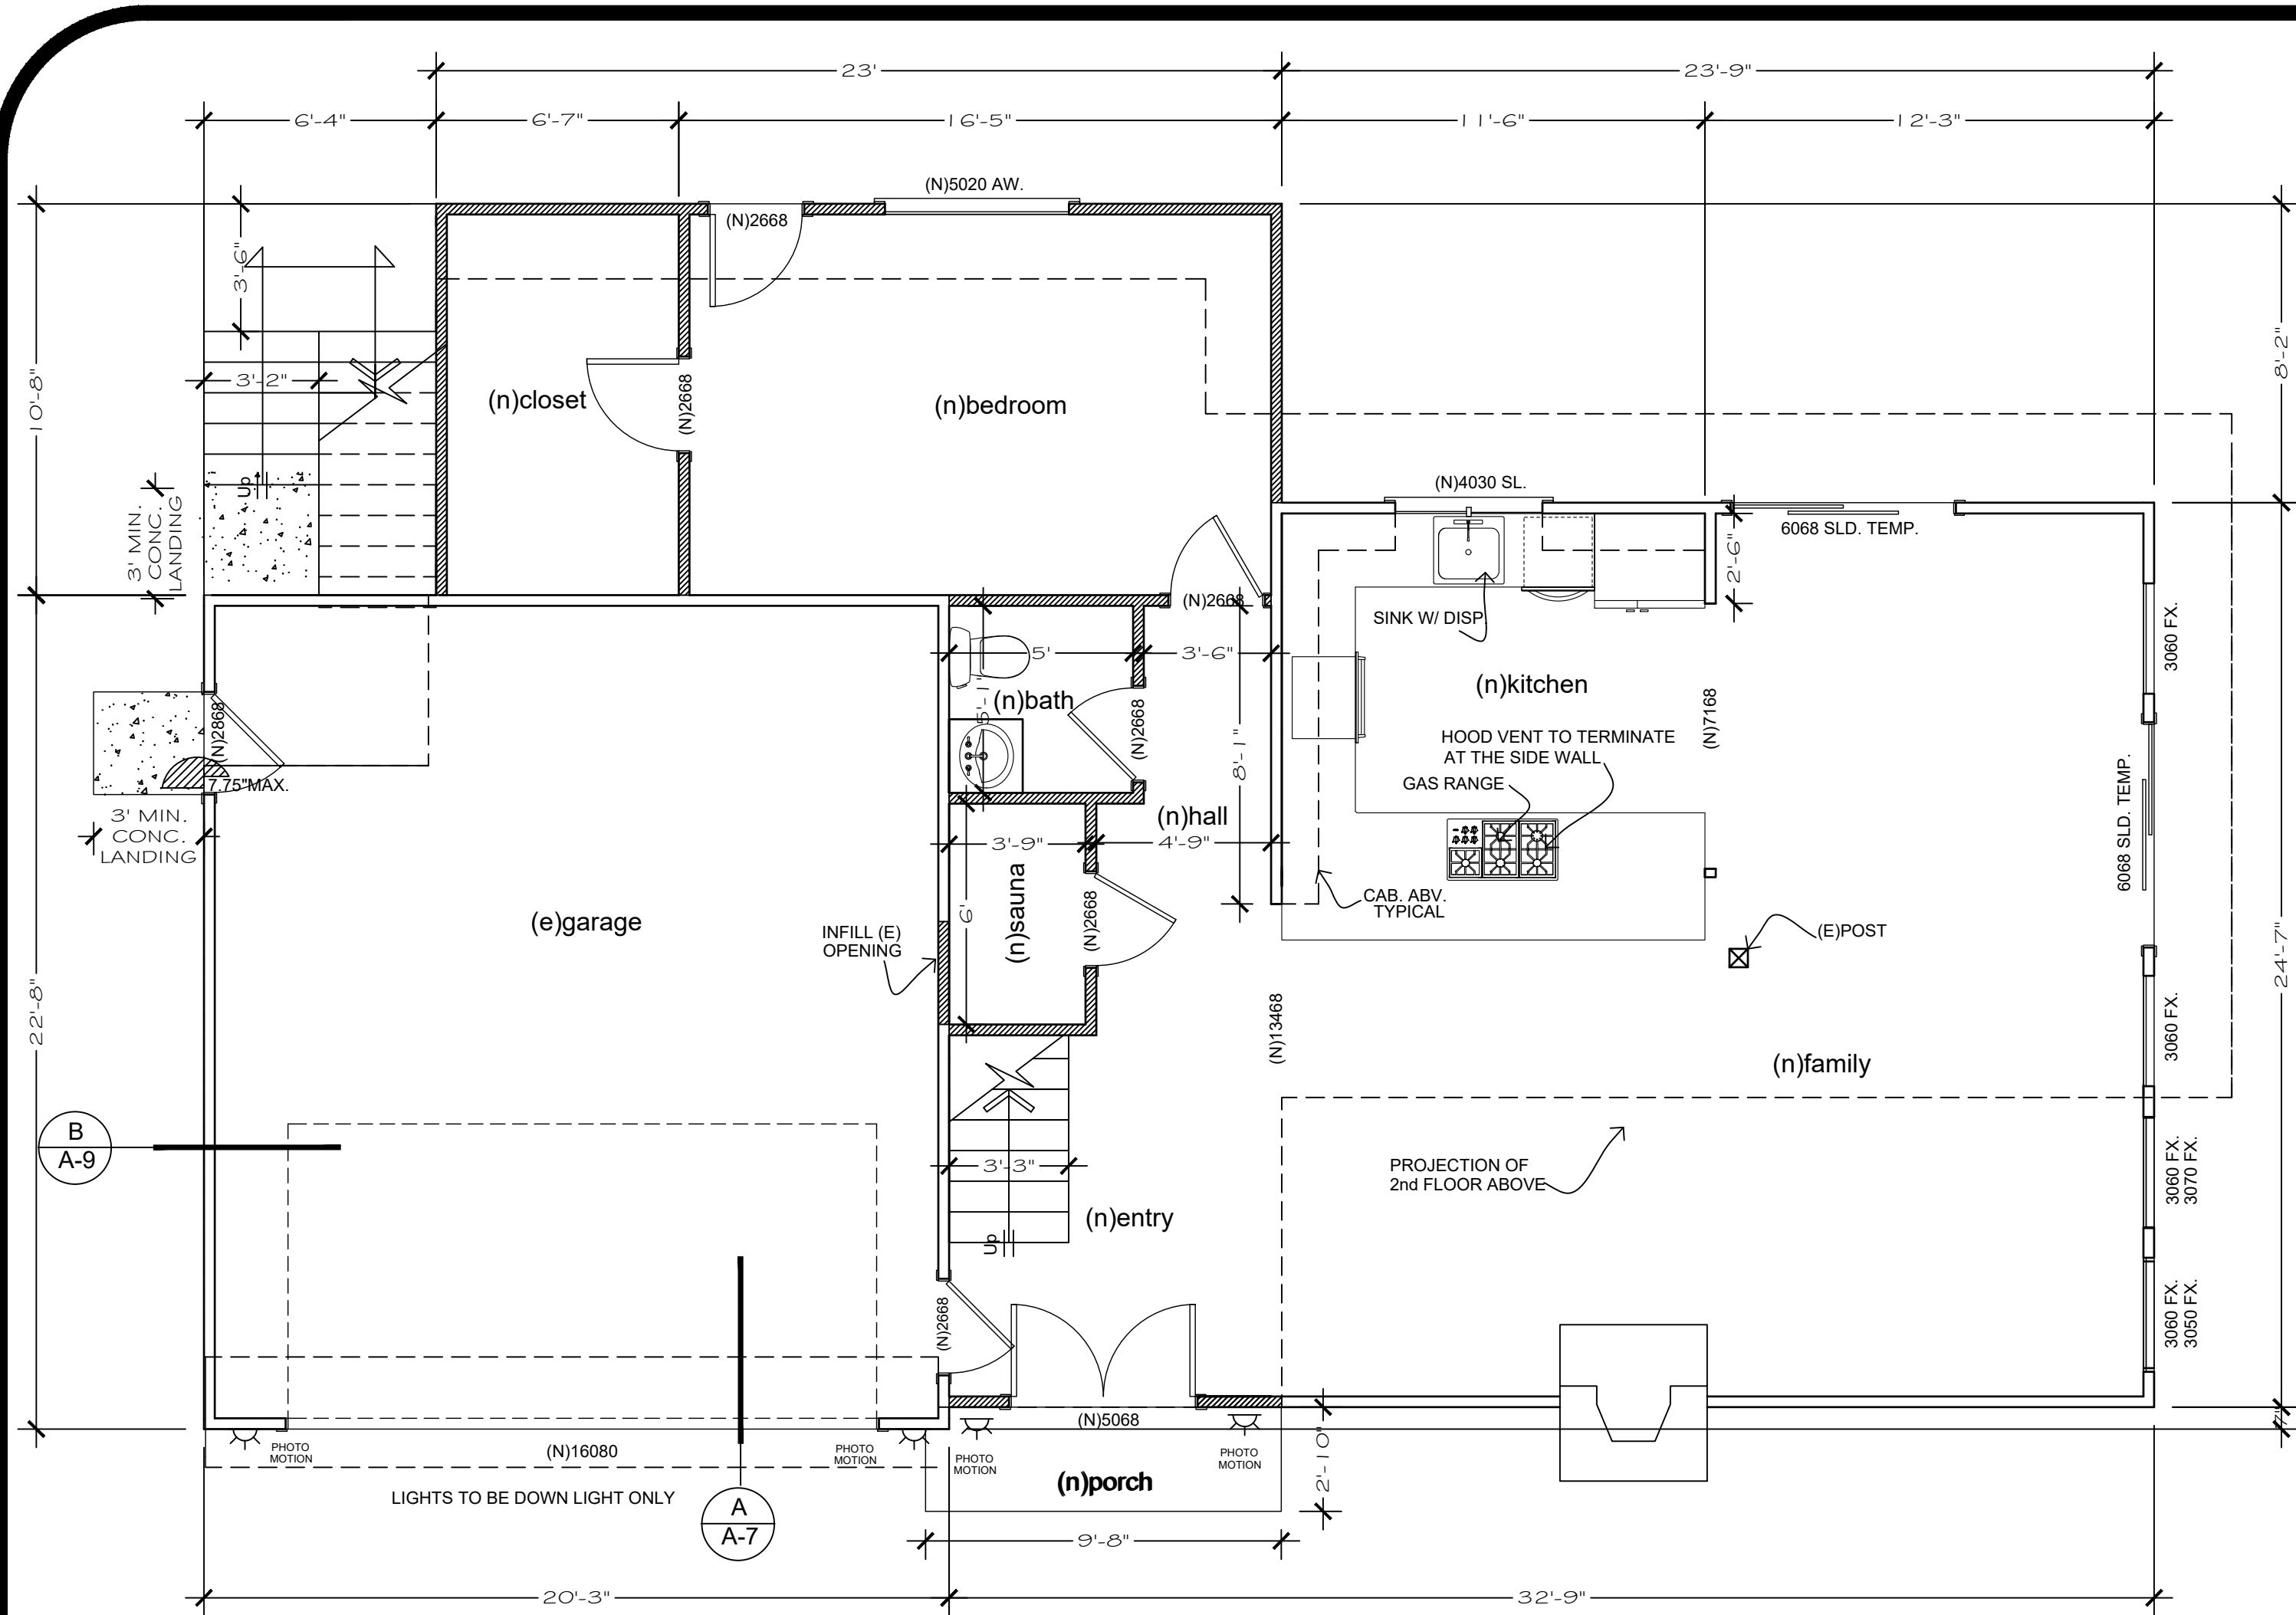 23'
23'-9"
6'-4"
6'-7"
16'-5"
11'-6"
12'-3"
(N)5020 AW.
(N)2668
3'-6"
8'-2"
10'-8"
3'-2"
(n)closet
(N)2668
(n)bedroom
Up
3' MIN.
CONC.
LANDING
(N)4030 SL.
6068 SLD. TEMP.
2'-6"
(N)2668
SINK W/ DISP.
3060 FX.
5'
3'-6"
(n)bath
5'-1"
(N)2668
(n)kitchen
(N)7168
(N)2868
7.75"MAX.
3' MIN.
CONC.
LANDING
8'-1"
HOOD VENT TO TERMINATE
AT THE SIDE WALL
GAS RANGE
6068 SLD. TEMP.
(n)hall
3'-9"
4'-9"
(n)sauna
6'
(N)2668
CAB. ABV.
TYPICAL
(e)garage
INFILL (E)
OPENING
(E)POST
22'-8"
24'-7"
(N)13468
3060 FX.
(n)family
B
A-9
3'-3"
PROJECTION OF
2nd FLOOR ABOVE
3060 FX.
3070 FX.
(n)entry
Up
(N)2668
3060 FX.
3050 FX.
(N)5068
7"
PHOTO
MOTION
(N)16080
PHOTO
MOTION
PHOTO
MOTION
PHOTO
MOTION
2'-10"
(n)porch
LIGHTS TO BE DOWN LIGHT ONLY
A
A-7
9'-8"
20'-3"
32'-9"